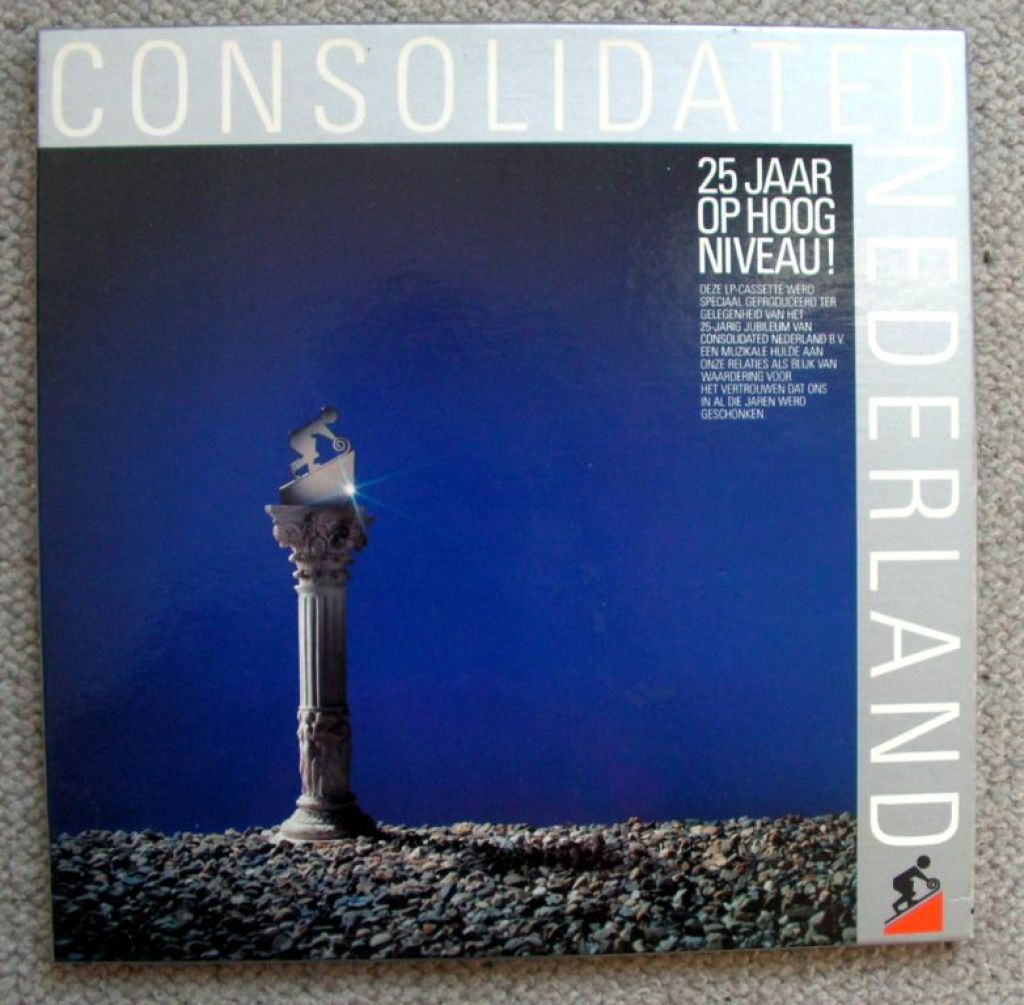 CONSOLIDATED
NEDERLAND
25 JAAR
OP HOOG
NIVEAU!
DEZE LP-CASSETTE WERD
SPECIAAL GEPRODUCEERD TER
GELEGENHEID VAN HET
25-JARIG JUBILEUM VAN
CONSOLIDATED NEDERLAND B.V.
EEN MUZIKALE HULDE AAN
ONZE RELATIES ALS BLIJK VAN
WAARDERING VOOR
HET VERTROUWEN DAT ONS
IN AL DIE JAREN WERD
GESCHONKEN